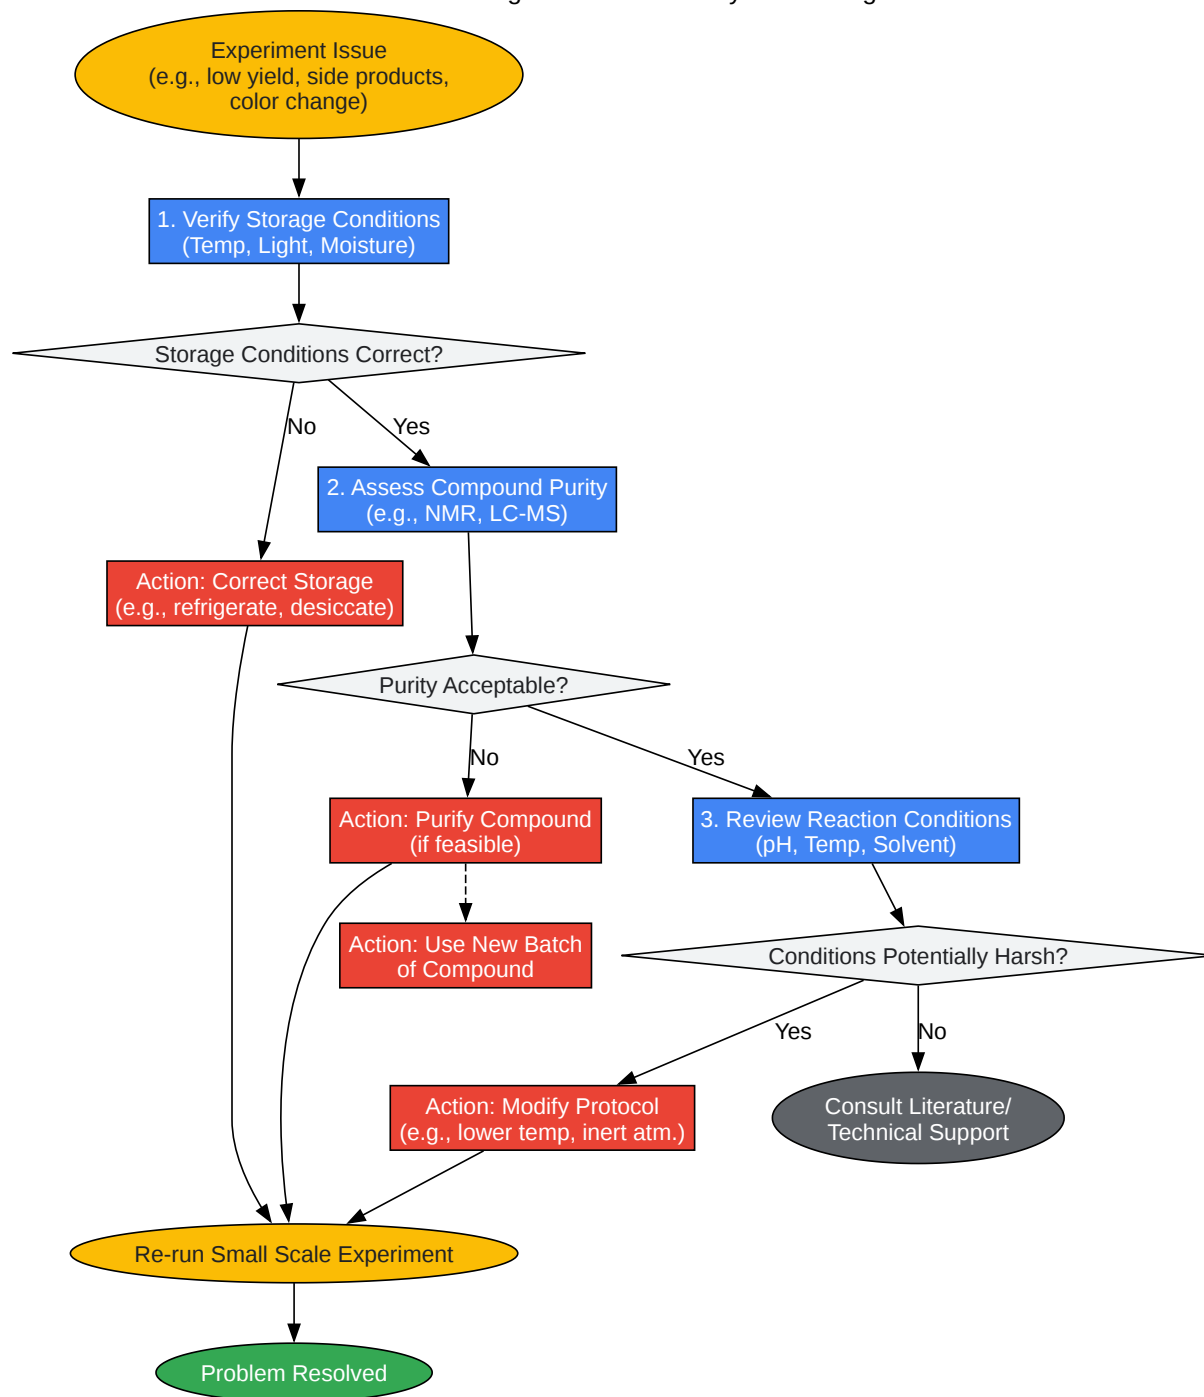 Experiment Issue
(e.g., low yield, side products,
color change)
1. Verify Storage Conditions
(Temp, Light, Moisture)
Storage Conditions Correct?
No
Yes
2. Assess Compound Purity
(e.g., NMR, LC-MS)
Action: Correct Storage
(e.g., refrigerate, desiccate)
Purity Acceptable?
No
Yes
Action: Purify Compound
(if feasible)
3. Review Reaction Conditions
(pH, Temp, Solvent)
Action: Use New Batch
of Compound
Conditions Potentially Harsh?
Yes
No
Action: Modify Protocol
(e.g., lower temp, inert atm.)
Consult Literature/
Technical Support
Re-run Small Scale Experiment
Problem Resolved